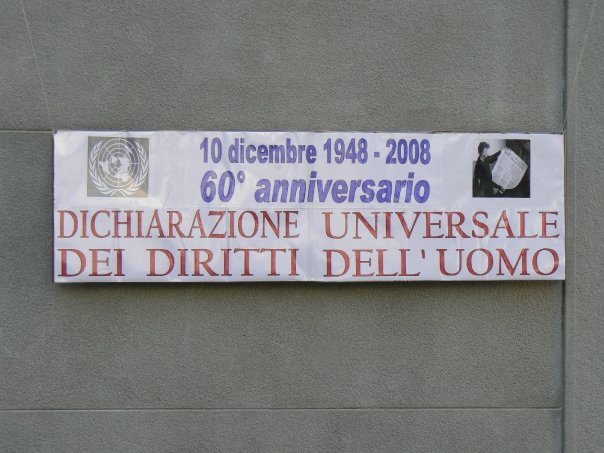 10 dicembre 1948 - 2008
60° anniversario
DICHIARAZIONE UNIVERSALE
DEI DIRITTI DELL'UOMO